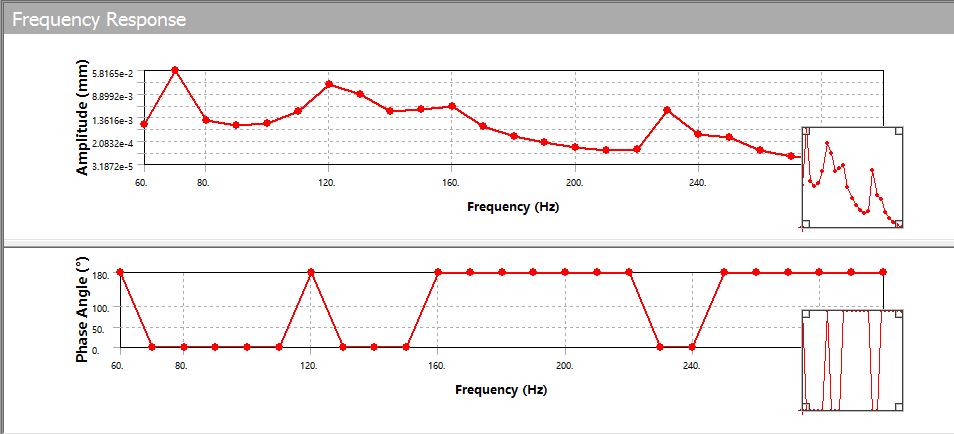 Frequency Response
Amplitude (mm)
5.8165e-2
8.8992e-3
1.3616e-3
2.0832e-4
3.1872e-5
60. 80. 120. 160. 200. 240.
Frequency (Hz)
Phase Angle (°)
180.
100.
50.
0.
60. 80. 120. 160. 200. 240.
Frequency (Hz)